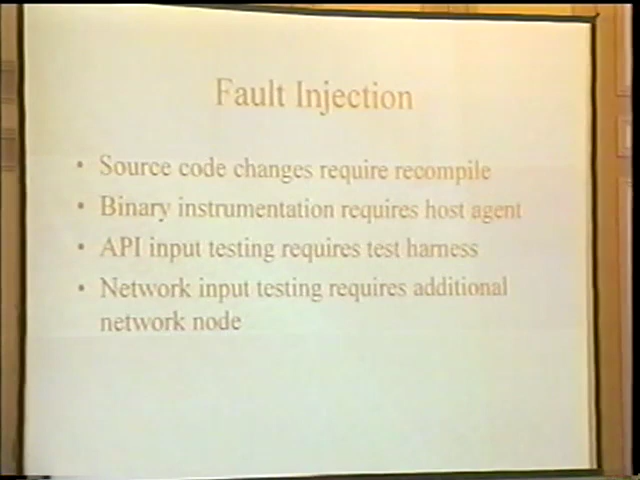 Fault Injection
• Source code changes require recompile
• Binary instrumentation requires host agent
• API input testing requires test harness
• Network input testing requires additional
network node